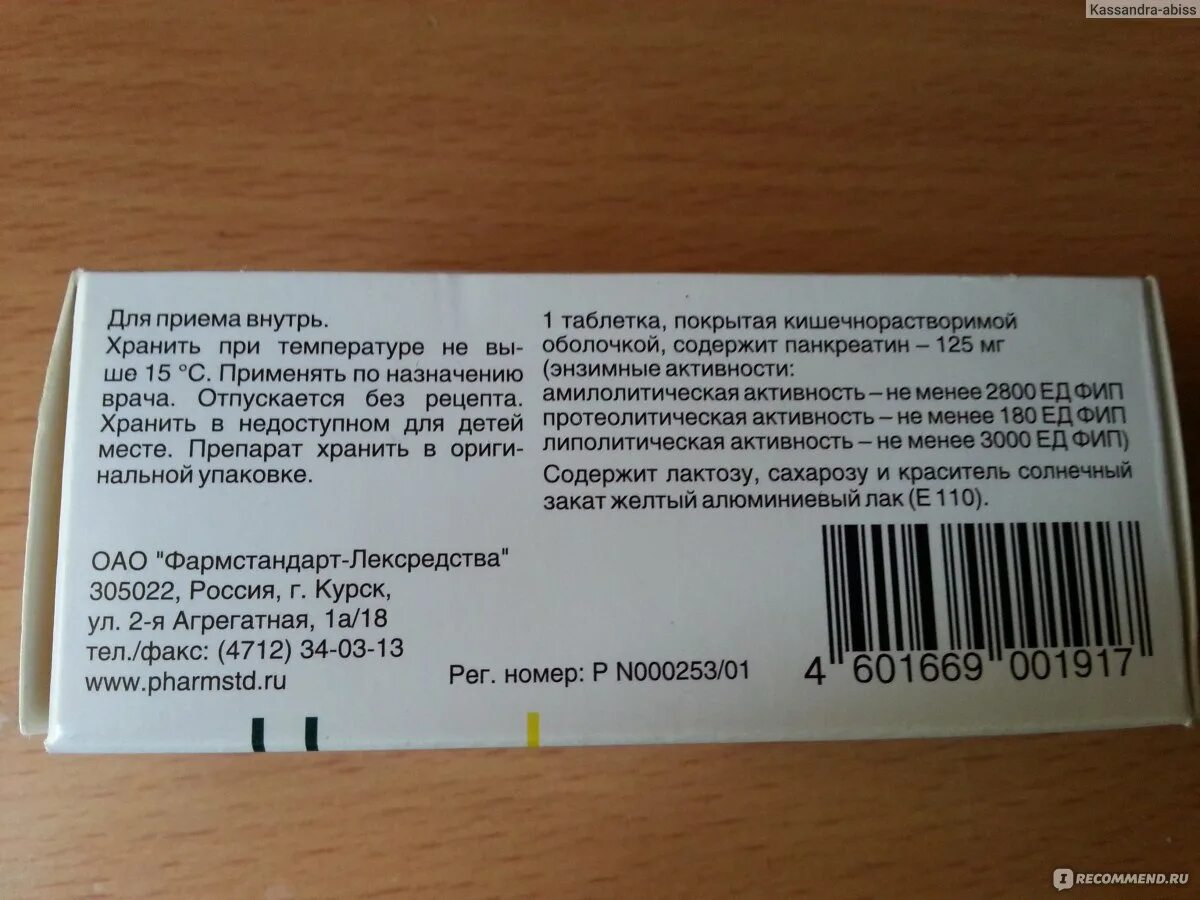 Kassandra-abiss
Для приема внутрь.
Хранить при температуре не вы-
ше 15 °С. Применять по назначению
врача. Отпускается без рецепта.
Хранить в недоступном для детей
месте. Препарат хранить в ориги-
нальной упаковке.
1 таблетка, покрытая кишечнорастворимой
оболочкой, содержит панкреатин – 125 мг
(энзимные активности:
амилолитическая активность – не менее 2800 ЕД ФИП
протеолитическая активность – не менее 180 ЕД ФИП
липолитическая активность – не менее 3000 ЕД ФИП)
Содержит лактозу, сахарозу и краситель солнечный
закат желтый алюминиевый лак (Е 110).
ОАО "Фармстандарт-Лексредства"
305022, Россия, г. Курск,
ул. 2-я Агрегатная, 1а/18
тел./факс: (4712) 34-03-13
www.pharmstd.ru
Рег. номер: Р N000253/01
4 601669 001917
IRECOMMEND.RU